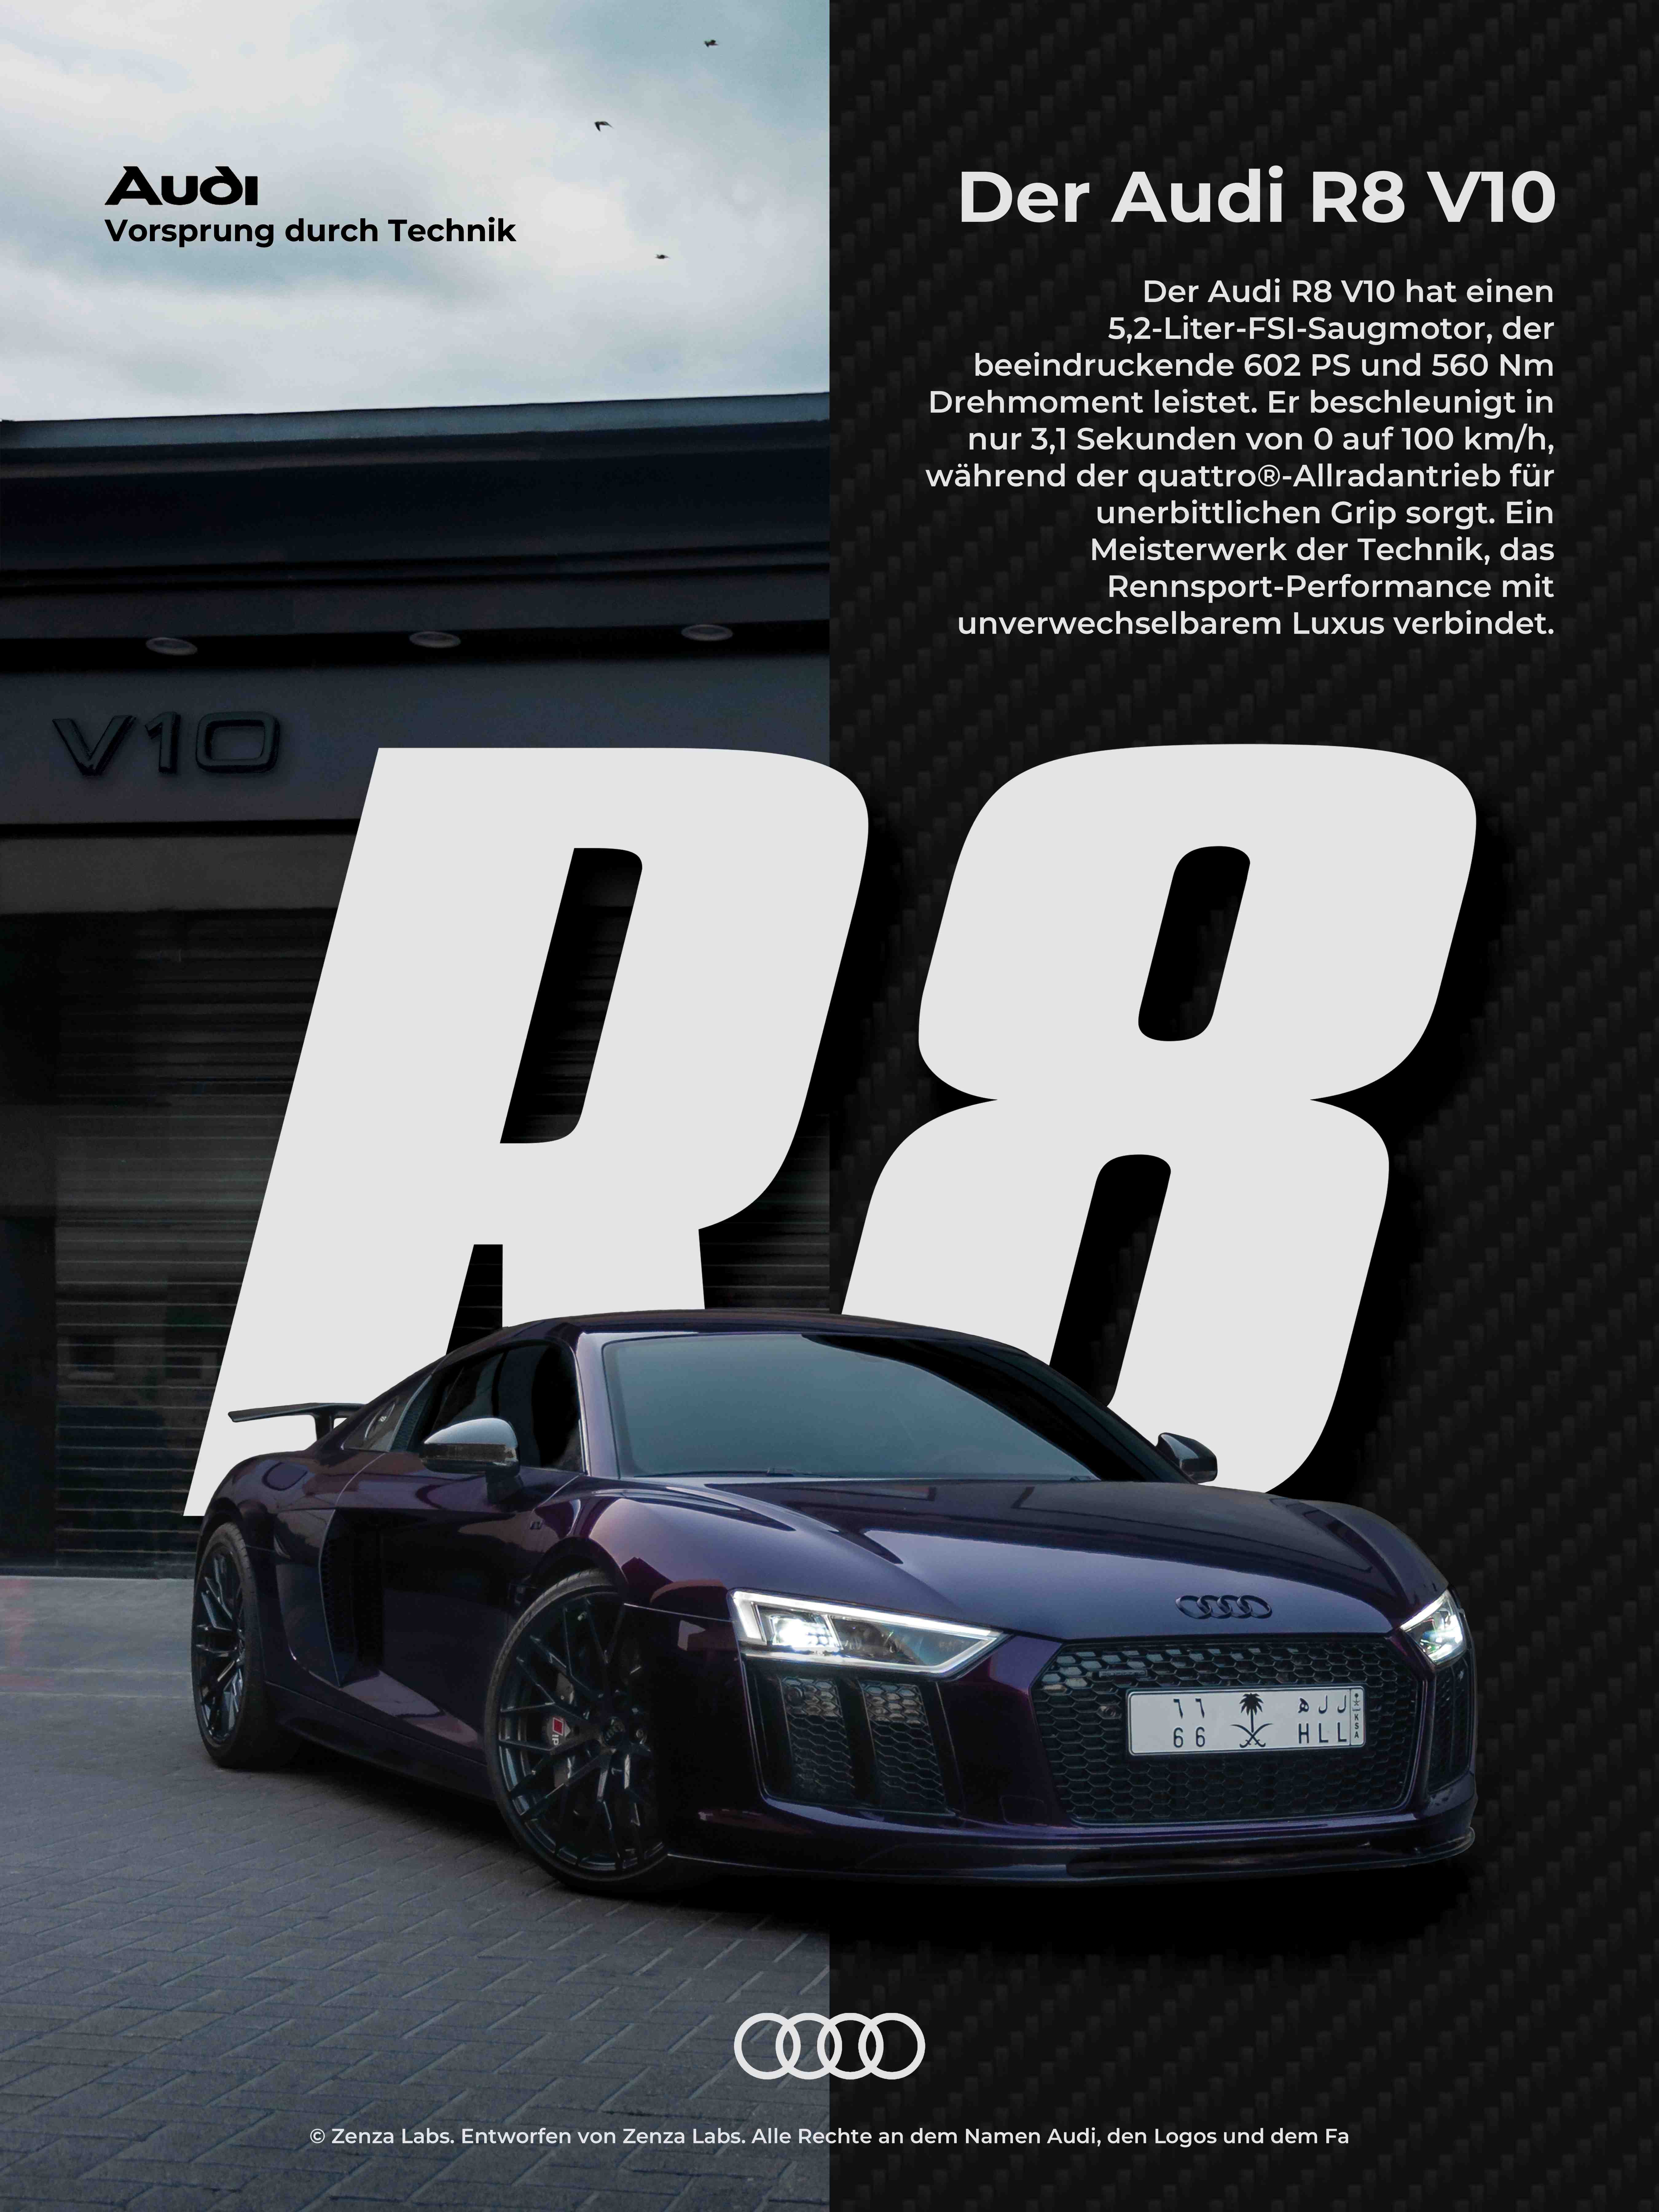 Audi
Vorsprung durch Technik
Der Audi R8 V10
Der Audi R8 V10 hat einen
5,2-Liter-FSI-Saugmotor, der
beeindruckende 602 PS und 560 Nm
Drehmoment leistet. Er beschleunigt in
nur 3,1 Sekunden von 0 auf 100 km/h,
während der quattro®-Allradantrieb für
unerbittlichen Grip sorgt. Ein
Meisterwerk der Technik, das
Rennsport-Performance mit
unverwechselbarem Luxus verbindet.
V10
R8
٦٦ ه ل ل
66 HLL
KSA
© Zenza Labs. Entworfen von Zenza Labs. Alle Rechte an dem Namen Audi, den Logos und dem Fa